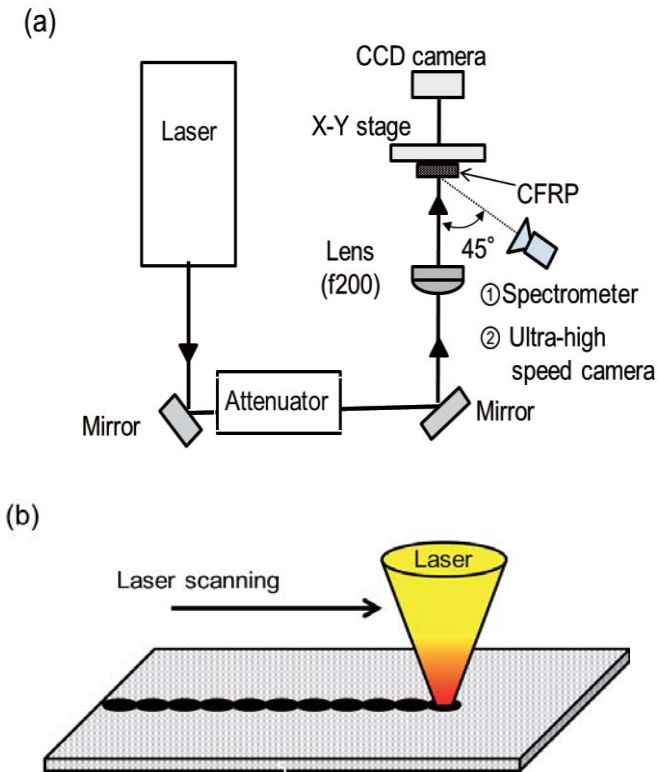 (a)
CCD camera
X-Y stage
Laser
CFRP
45°
Lens
(f200)
①Spectrometer
② Ultra-high
speed camera
Attenuator
Mirror
Mirror
(b)
Laser
Laser scanning